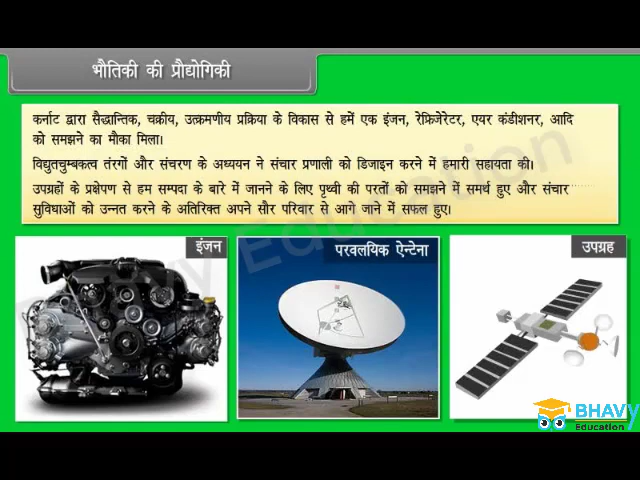 भौतिकी की प्रौद्योगिकी
कर्नाट द्वारा सैद्धान्तिक, चक्रीय, उत्क्रमणीय प्रक्रिया के विकास से हमें एक इंजन, रेफ्रिजेरेटर, एयर कंडीशनर, आदि
को समझने का मौका मिला।
विद्युतचुम्बकत्व तंरगों और संचरण के अध्ययन ने संचार प्रणाली को डिजाइन करने में हमारी सहायता की।
उपग्रहों के प्रक्षेपण से हम सम्पदा के बारे में जानने के लिए पृथ्वी की परतों को समझने में समर्थ हुए और संचार
सुविधाओं को उन्नत करने के अतिरिक्त अपने सौर परिवार से आगे जाने में सफल हुए।
इंजन
परवलयिक ऐन्टेना
उपग्रह
Bhavy Education
BHAVY
Education